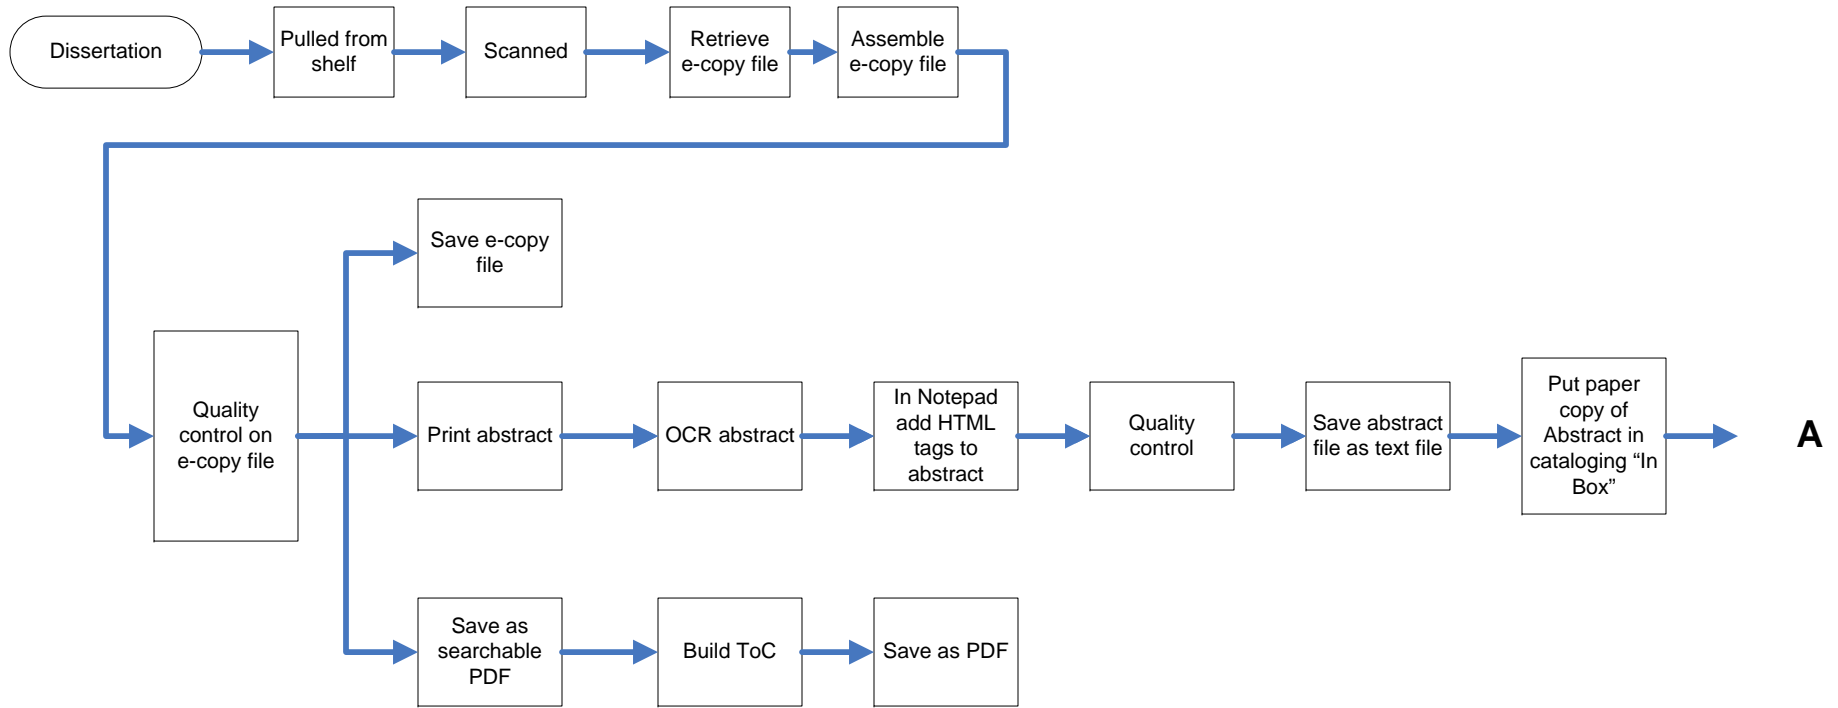 Dissertation
Pulled from
shelf
Scanned
Retrieve
e-copy file
Assemble
e-copy file
Save e-copy
file
Quality
control on
e-copy file
Print abstract
OCR abstract
In Notepad
add HTML
tags to
abstract
Quality
control
Save abstract
file as text file
Put paper
copy of
Abstract in
cataloging “In
Box”
A
Save as
searchable
PDF
Build ToC
Save as PDF